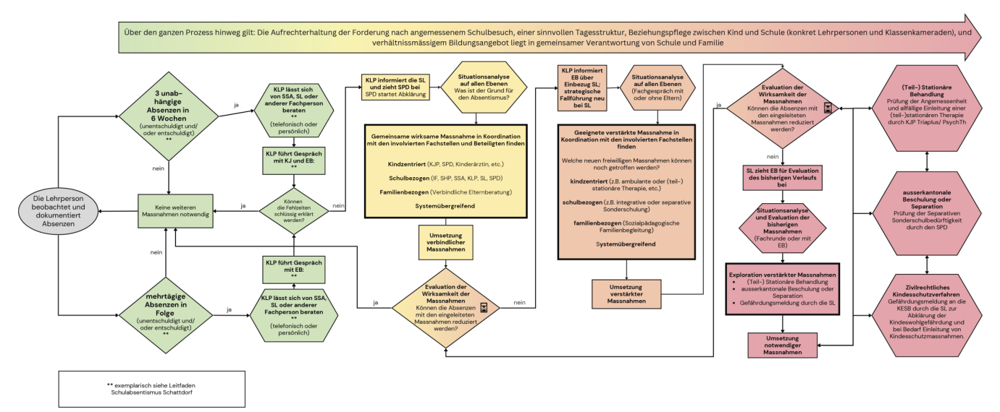 Über den ganzen Prozess hinweg gilt: Die Aufrechterhaltung der Forderung nach angemessenem Schulbesuch, einer sinnvollen Tagesstruktur, Beziehungspflege zwischen Kind und Schule (konkret Lehrpersonen und Klassenkameraden), und
verhältnissmässigem Bildungsangebot liegt in gemeinsamer Verantwortung von Schule und Familie
Die Lehrperson
beobachtet und
dokumentiert
Absenzen
3 unab-
hängige
Absenzen in
6 Wochen
(unentschuldigt und/
oder entschuldigt)
**
ja
nein
KLP lässt sich
von SSA, SL oder
anderer Fachperson
beraten
**
(telefonisch oder
persönlich)
KLP führt Gespräch
mit KJ und EB:
**
Können
die Fehlzeiten
schlüssig erklärt
werden?
ja
nein
Keine weiteren
Massnahmen notwendig
nein
mehrtägige
Absenzen in
Folge
(unentschuldigt und/
oder entschuldigt)
**
ja
KLP lässt sich von SSA,
SL oder anderer
Fachperson beraten
**
(telefonisch oder
persönlich)
KLP führt Gespräch
mit EB:
**
KLP informiert die SL
und zieht SPD bei
SPD startet Abklärung
Situationsanalyse
auf allen Ebenen
Was ist der Grund für
den Absentismus?
Gemeinsame wirksame Massnahme in Koordination
mit den involvierten Fachstellen und Beteiligten finden
Kindzentriert (KJP, SPD, Kinderärztin, etc.)
Schulbezogen (IF, SHP, SSA, KLP, SL, SPD)
Familienbezogen (Verbindliche Elternberatung)
Systemübergreifend
Umsetzung
verbindlicher
Massnahmen
Evaluation der
Wirksamkeit der
Massnahmen
Können die Absenzen
mit den eingeleiteten
Massnahmen reduziert
werden?
ja
nein
KLP informiert
EB über
Einbezug SL;
strategische
Fallführung neu
bei SL
Situationsanalyse
auf allen Ebenen
(Fachgespräch mit
oder ohne Eltern)
Geeignete verstärkte Massnahme in
Koordination mit den involvierten Fachstellen
finden
Welche neuen freiwilligen Massnahmen können
noch getroffen werden?
kindzentriert (z.B. ambulante oder (teil-)
stationäre Therapie, etc.)
schulbezogen (z.B. integrative oder separative
Sonderschulung)
familienbezogen (Sozialpädagogische
Familienbegleitung)
Systemübergreifend
Umsetzung
verstärkter
Massnahmen
ja
Evaluation der
Wirksamkeit der
Massnahmen
Können die Absenzen mit
den eingeleiteten
Massnahmen reduziert
werden?
nein
SL zieht EB für Evaluation
des bisherigen Verlaufs
bei
Situationsanalyse
und Evaluation der
bisherigen
Massnahmen
(Fachrunde oder mit
EB)
Exploration verstärkter Massnahmen
• (Teil-) Stationäre Behandlung
• ausserkantonale Beschulung oder
Separation
• Gefährdungsmeldung durch die SL
Umsetzung
notwendiger
Massnahmen
(Teil-) Stationäre
Behandlung
Prüfung der Angemessenheit
und allfällige Einleitung einer
(teil-)stationären Therapie
durch KJP Triaplus/ PsychTh
ausserkantonale
Beschulung oder
Separation
Prüfung der Separativen
Sonderschulbedürftigkeit
durch den SPD
Zivilrechtliches
Kindesschutzverfahren
Gefährdungsmeldung an die
KESB durch die SL zur
Abklärung der
Kindeswohlgefährdung und
bei Bedarf Einleitung von
Kindesschutzmassnahmen.
** exemplarisch siehe Leitfaden
Schulabsentismus Schattdorf